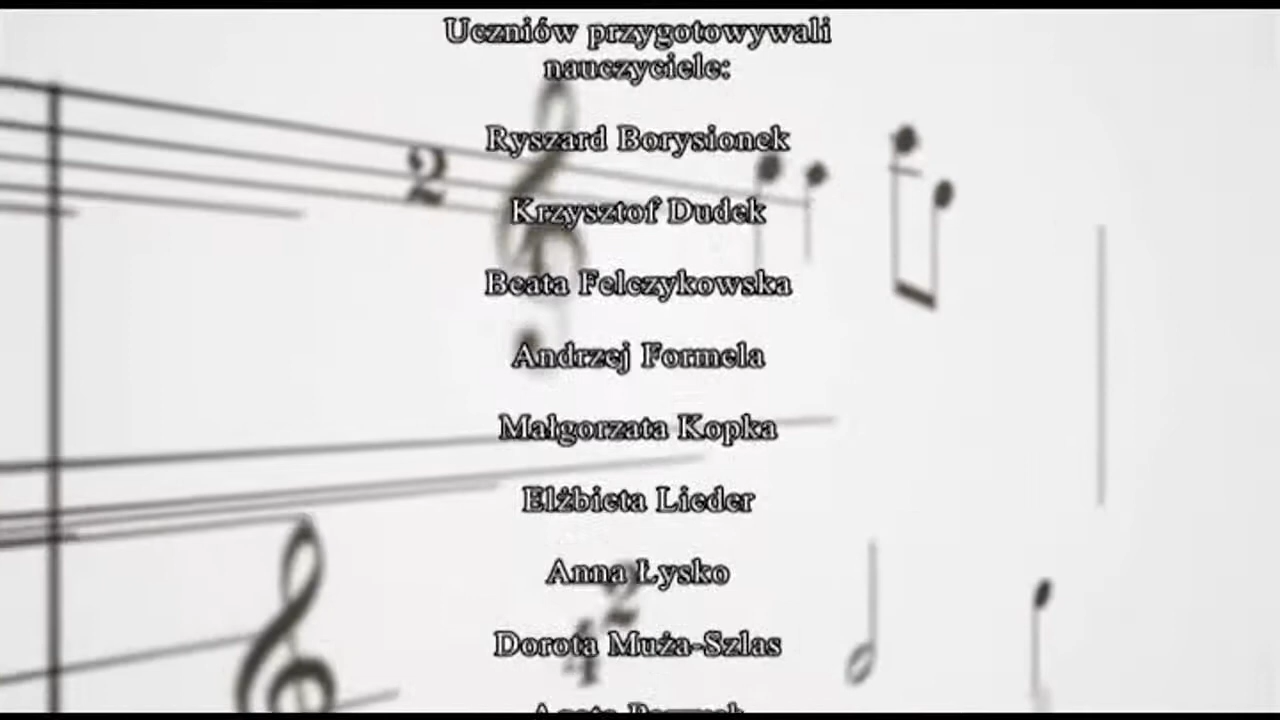 Uczniów przygotowywali
nauczyciele:
Ryszard Borysionek
Krzysztof Dudek
Beata Felczykowska
Andrzej Formela
Małgorzata Kopka
Elżbieta Lieder
Anna Łysko
Dorota Muża-Szlas